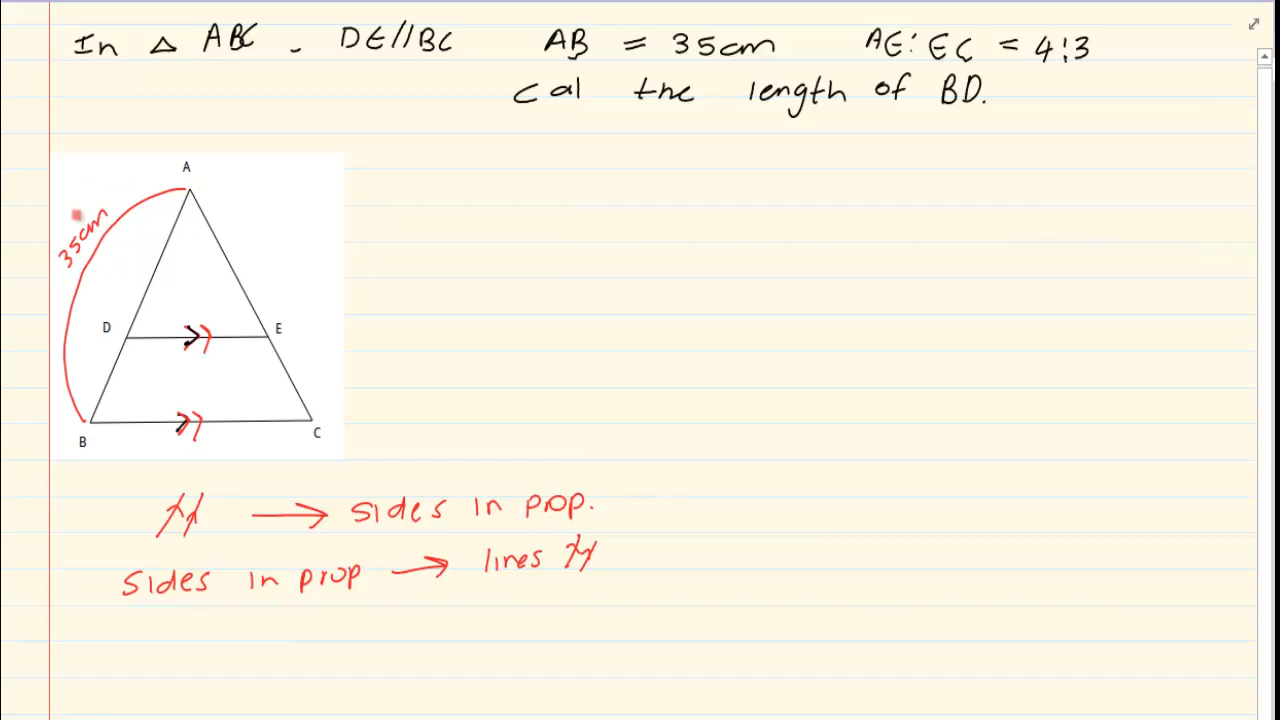 In △ ABC - DE//BC AB = 35cm AE:EC = 4:3
cal the length of BD.
A
35cm
D
E
B
C
// → sides in prop.
sides in prop → lines //